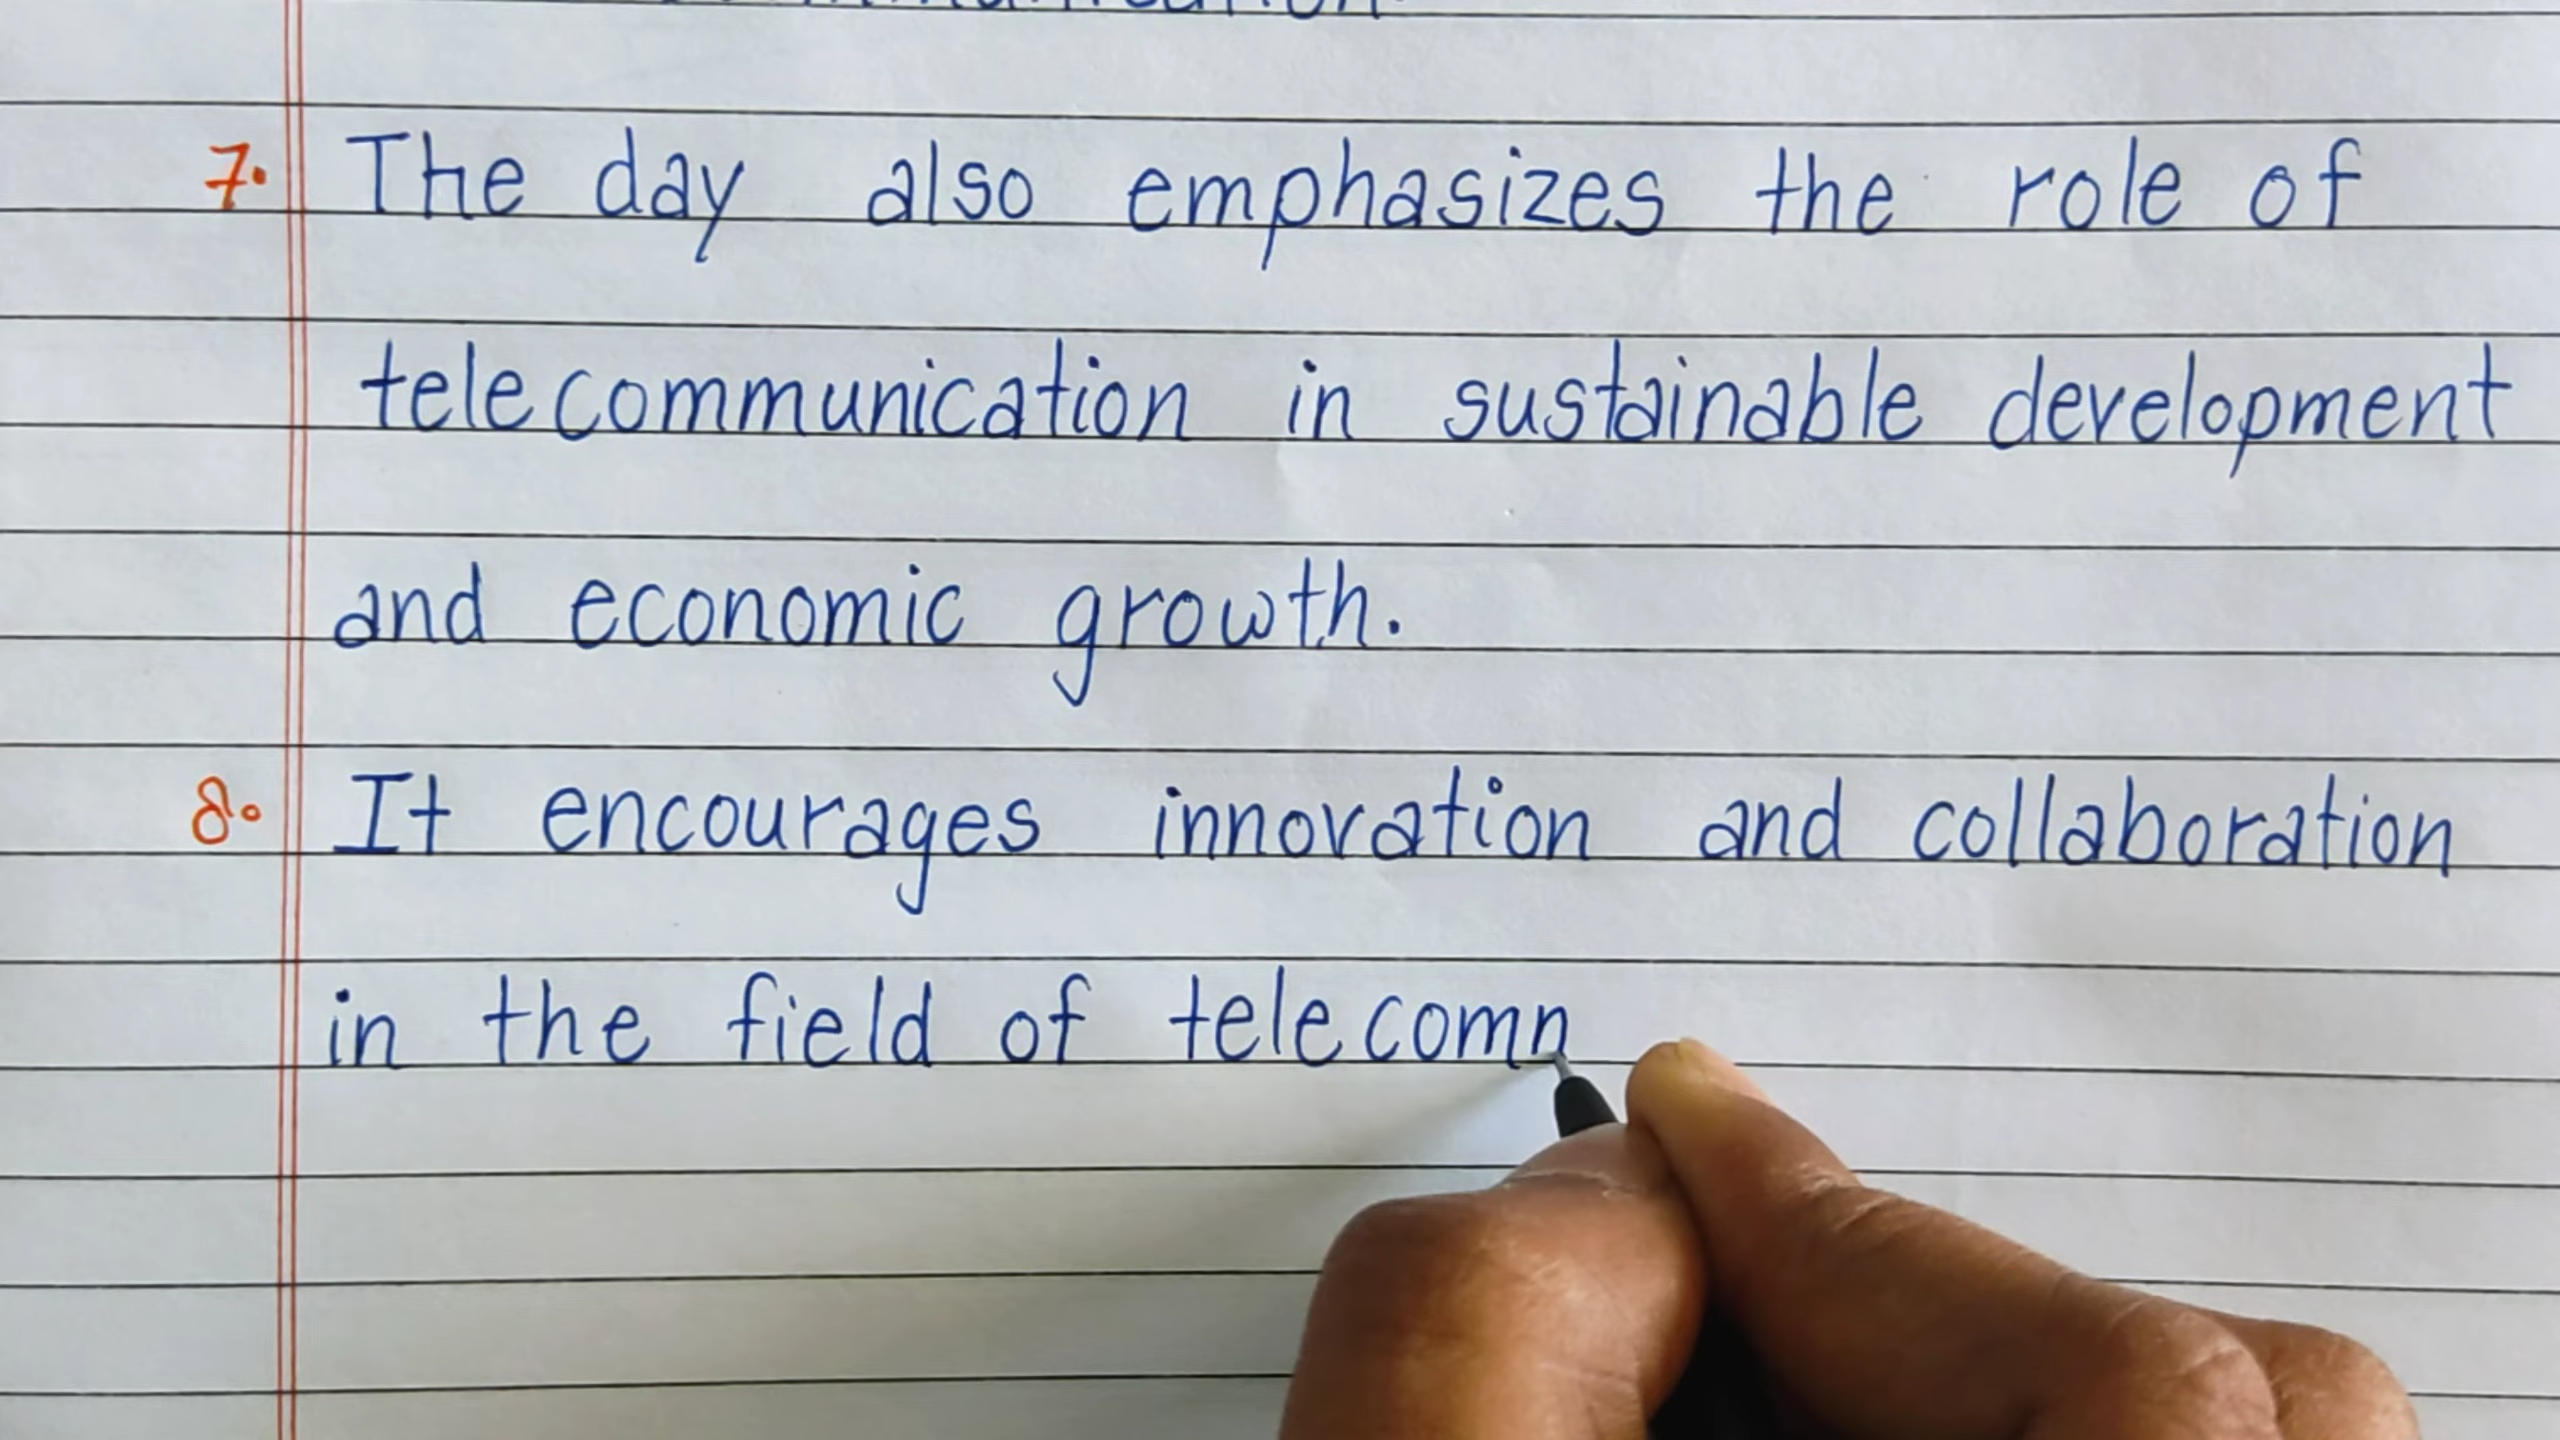 7. The day also emphasizes the role of
telecommunication in sustainable development
and economic growth.
8. It encourages innovation and collaboration
in the field of telecomn